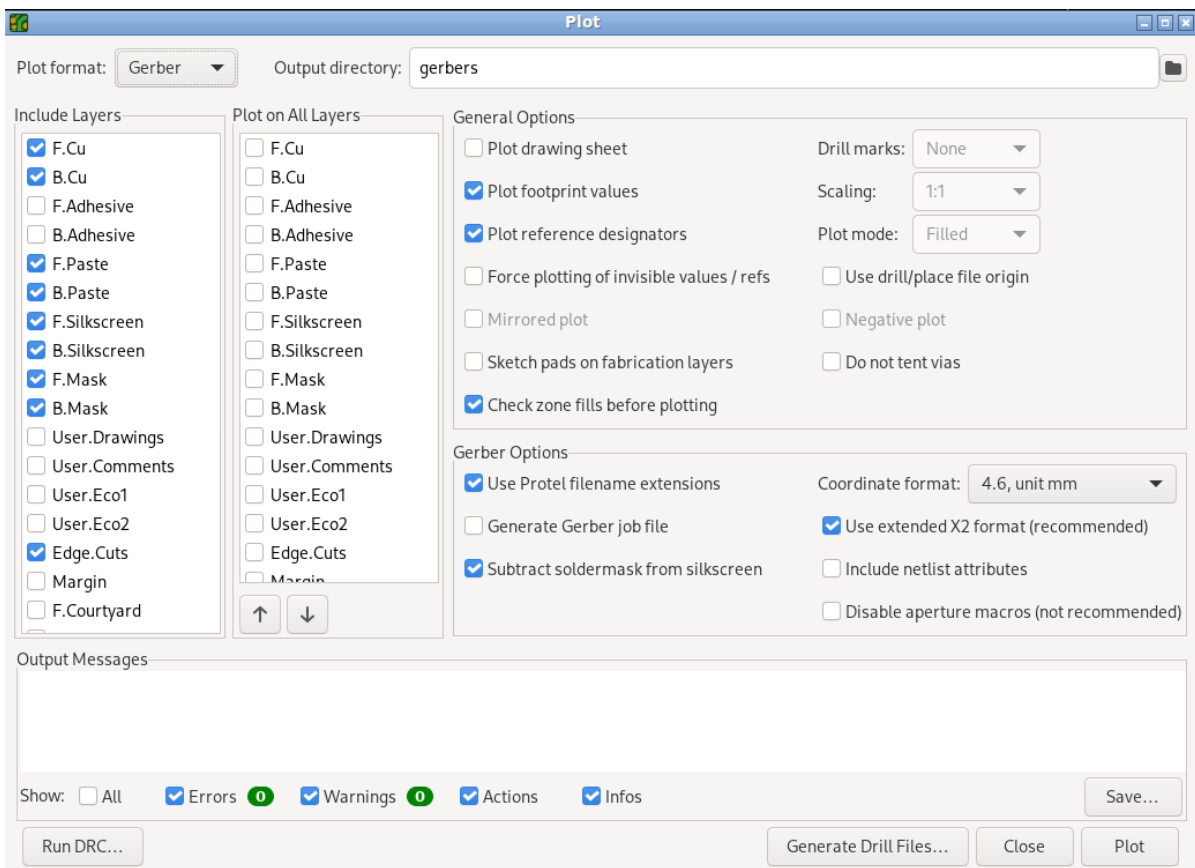 Plot
Plot format: Gerber Output directory: gerbers
Include Layers
F.Cu
B.Cu
F.Adhesive
B.Adhesive
F.Paste
B.Paste
F.Silkscreen
B.Silkscreen
F.Mask
B.Mask
User.Drawings
User.Comments
User.Eco1
User.Eco2
Edge.Cuts
Margin
F.Courtyard
Plot on All Layers
F.Cu
B.Cu
F.Adhesive
B.Adhesive
F.Paste
B.Paste
F.Silkscreen
B.Silkscreen
F.Mask
B.Mask
User.Drawings
User.Comments
User.Eco1
User.Eco2
Edge.Cuts
Margin
General Options
Plot drawing sheet Drill marks: None
Plot footprint values Scaling: 1:1
Plot reference designators Plot mode: Filled
Force plotting of invisible values / refs Use drill/place file origin
Mirrored plot Negative plot
Sketch pads on fabrication layers Do not tent vias
Check zone fills before plotting
Gerber Options
Use Protel filename extensions Coordinate format: 4.6, unit mm
Generate Gerber job file Use extended X2 format (recommended)
Subtract soldermask from silkscreen Include netlist attributes
Disable aperture macros (not recommended)
Output Messages
Show: All Errors 0 Warnings 0 Actions Infos Save...
Run DRC... Generate Drill Files... Close Plot